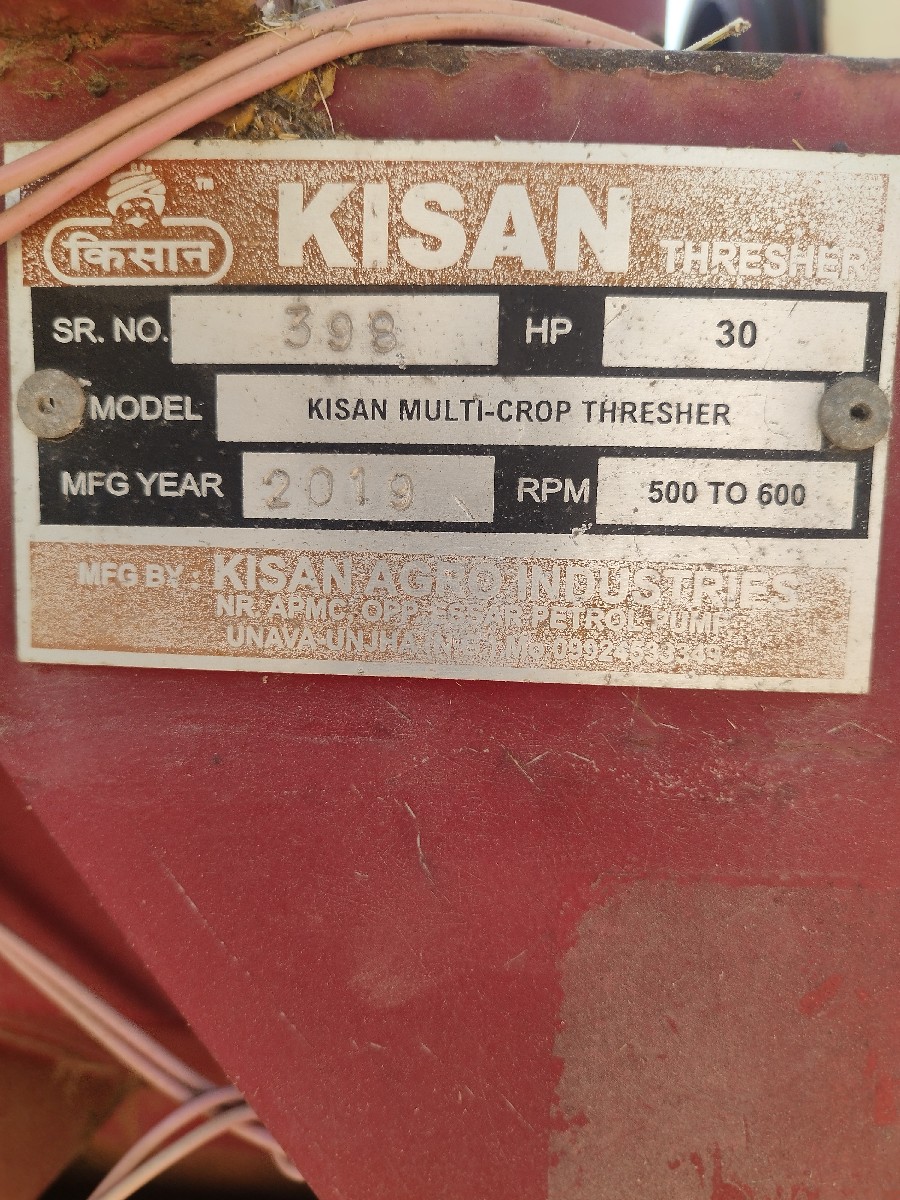 किसान TM KISAN THRESHER
SR. NO. 398 HP 30
MODEL KISAN MULTI-CROP THRESHER
MFG YEAR 2019 RPM 500 TO 600
MFG BY : KISAN AGRO INDUSTRIES
NR. APMC, OPP. ESSAR PETROL PUMP
UNAVA-UNJHA